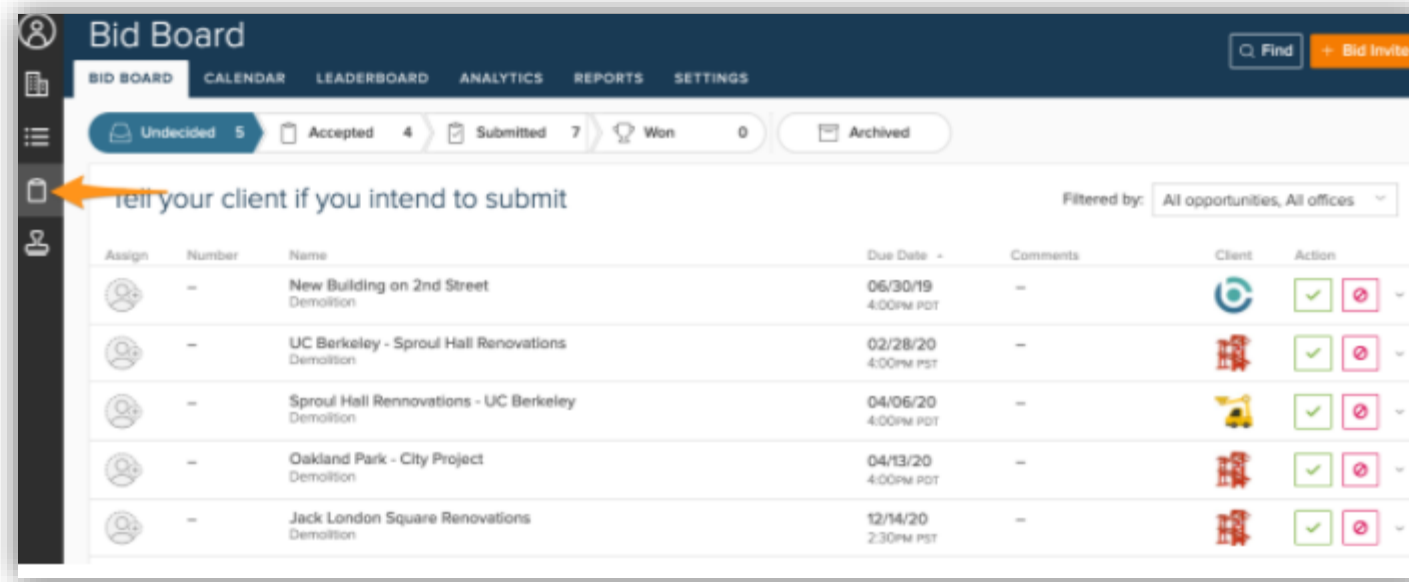 Bid Board
Find
+ Bid Invite
BID BOARD CALENDAR LEADERBOARD ANALYTICS REPORTS SETTINGS
Undecided 5 Accepted 4 Submitted 7 Won 0 Archived
Tell your client if you intend to submit
Filtered by: All opportunities, All offices
Assign Number Name Due Date Comments Client Action
– New Building on 2nd Street 06/30/19 –
Demolition 4:00PM PDT
– UC Berkeley - Sproul Hall Renovations 02/28/20 –
Demolition 4:00PM PST
– Sproul Hall Rennovations - UC Berkeley 04/06/20 –
Demolition 4:00PM PDT
– Oakland Park - City Project 04/13/20 –
Demolition 4:00PM PDT
– Jack London Square Renovations 12/14/20 –
Demolition 2:30PM PST